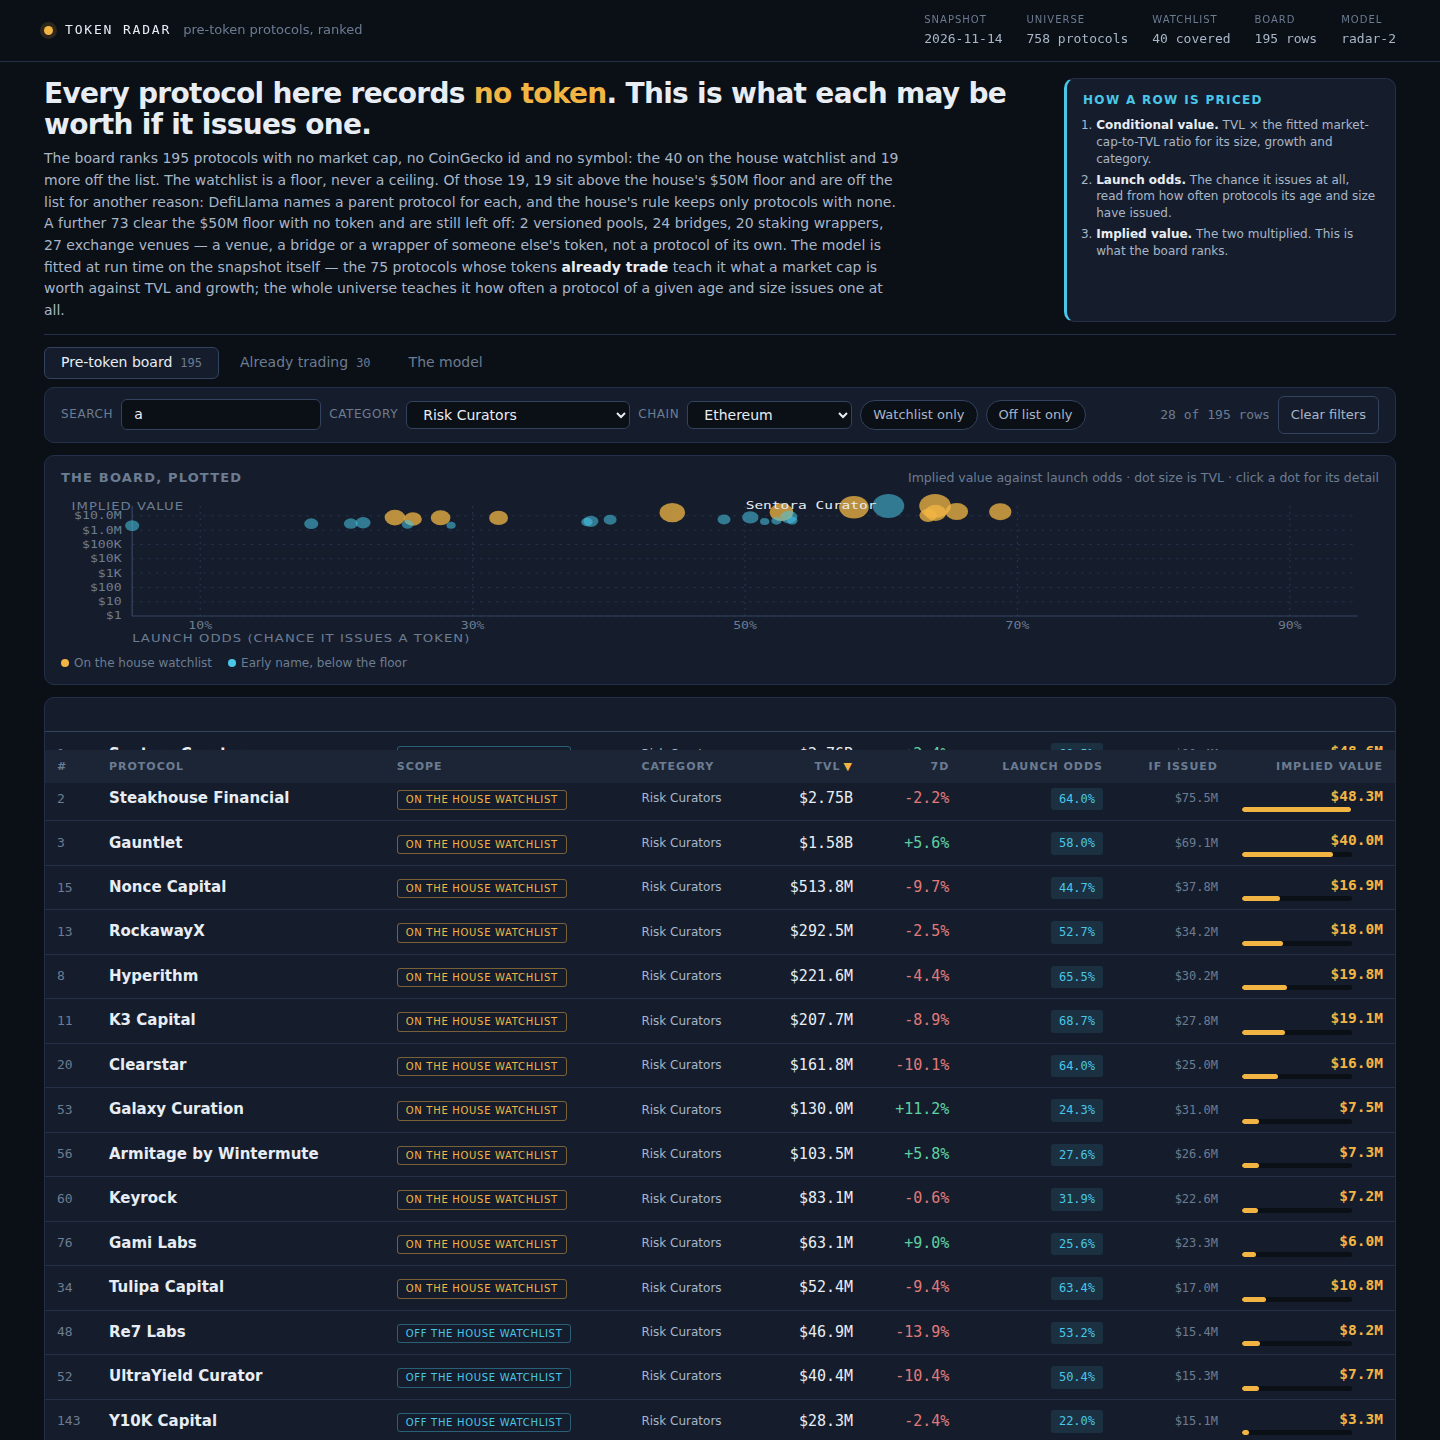 TOKEN RADAR pre-token protocols, ranked
SNAPSHOT UNIVERSE WATCHLIST BOARD MODEL
2026-11-14 758 protocols 40 covered 195 rows radar-2
Every protocol here records no token. This is what each may be
worth if it issues one.
The board ranks 195 protocols with no market cap, no CoinGecko id and no symbol: the 40 on the house watchlist and 19
more off the list. The watchlist is a floor, never a ceiling. Of those 19, 19 sit above the house's $50M floor and are off the
list for another reason: DefiLlama names a parent protocol for each, and the house's rule keeps only protocols with none.
A further 73 clear the $50M floor with no token and are still left off: 2 versioned pools, 24 bridges, 20 staking wrappers,
27 exchange venues — a venue, a bridge or a wrapper of someone else's token, not a protocol of its own. The model is
fitted at run time on the snapshot itself — the 75 protocols whose tokens already trade teach it what a market cap is
worth against TVL and growth; the whole universe teaches it how often a protocol of a given age and size issues one at
all.
HOW A ROW IS PRICED
1. Conditional value. TVL × the fitted market-
cap-to-TVL ratio for its size, growth and
category.
2. Launch odds. The chance it issues at all,
read from how often protocols its age and size
have issued.
3. Implied value. The two multiplied. This is
what the board ranks.
Pre-token board 195 Already trading 30 The model
SEARCH a CATEGORY Risk Curators CHAIN Ethereum Watchlist only Off list only 28 of 195 rows Clear filters
THE BOARD, PLOTTED Implied value against launch odds · dot size is TVL · click a dot for its detail
IMPLIED VALUE
Sentora Curator
$10.0M
$1.0M
$100K
$10K
$1K
$100
$10
$1
10% 30% 50% 70% 90%
LAUNCH ODDS (CHANCE IT ISSUES A TOKEN)
On the house watchlist Early name, below the floor
# PROTOCOL SCOPE CATEGORY TVL ▼ 7D LAUNCH ODDS IF ISSUED IMPLIED VALUE
2 Steakhouse Financial ON THE HOUSE WATCHLIST Risk Curators $2.75B -2.2% 64.0% $75.5M $48.3M
3 Gauntlet ON THE HOUSE WATCHLIST Risk Curators $1.58B +5.6% 58.0% $69.1M $40.0M
15 Nonce Capital ON THE HOUSE WATCHLIST Risk Curators $513.8M -9.7% 44.7% $37.8M $16.9M
13 RockawayX ON THE HOUSE WATCHLIST Risk Curators $292.5M -2.5% 52.7% $34.2M $18.0M
8 Hyperithm ON THE HOUSE WATCHLIST Risk Curators $221.6M -4.4% 65.5% $30.2M $19.8M
11 K3 Capital ON THE HOUSE WATCHLIST Risk Curators $207.7M -8.9% 68.7% $27.8M $19.1M
20 Clearstar ON THE HOUSE WATCHLIST Risk Curators $161.8M -10.1% 64.0% $25.0M $16.0M
53 Galaxy Curation ON THE HOUSE WATCHLIST Risk Curators $130.0M +11.2% 24.3% $31.0M $7.5M
56 Armitage by Wintermute ON THE HOUSE WATCHLIST Risk Curators $103.5M +5.8% 27.6% $26.6M $7.3M
60 Keyrock ON THE HOUSE WATCHLIST Risk Curators $83.1M -0.6% 31.9% $22.6M $7.2M
76 Gami Labs ON THE HOUSE WATCHLIST Risk Curators $63.1M +9.0% 25.6% $23.3M $6.0M
34 Tulipa Capital ON THE HOUSE WATCHLIST Risk Curators $52.4M -9.4% 63.4% $17.0M $10.8M
48 Re7 Labs OFF THE HOUSE WATCHLIST Risk Curators $46.9M -13.9% 53.2% $15.4M $8.2M
52 UltraYield Curator OFF THE HOUSE WATCHLIST Risk Curators $40.4M -10.4% 50.4% $15.3M $7.7M
143 Y10K Capital OFF THE HOUSE WATCHLIST Risk Curators $28.3M -2.4% 22.0% $15.1M $3.3M